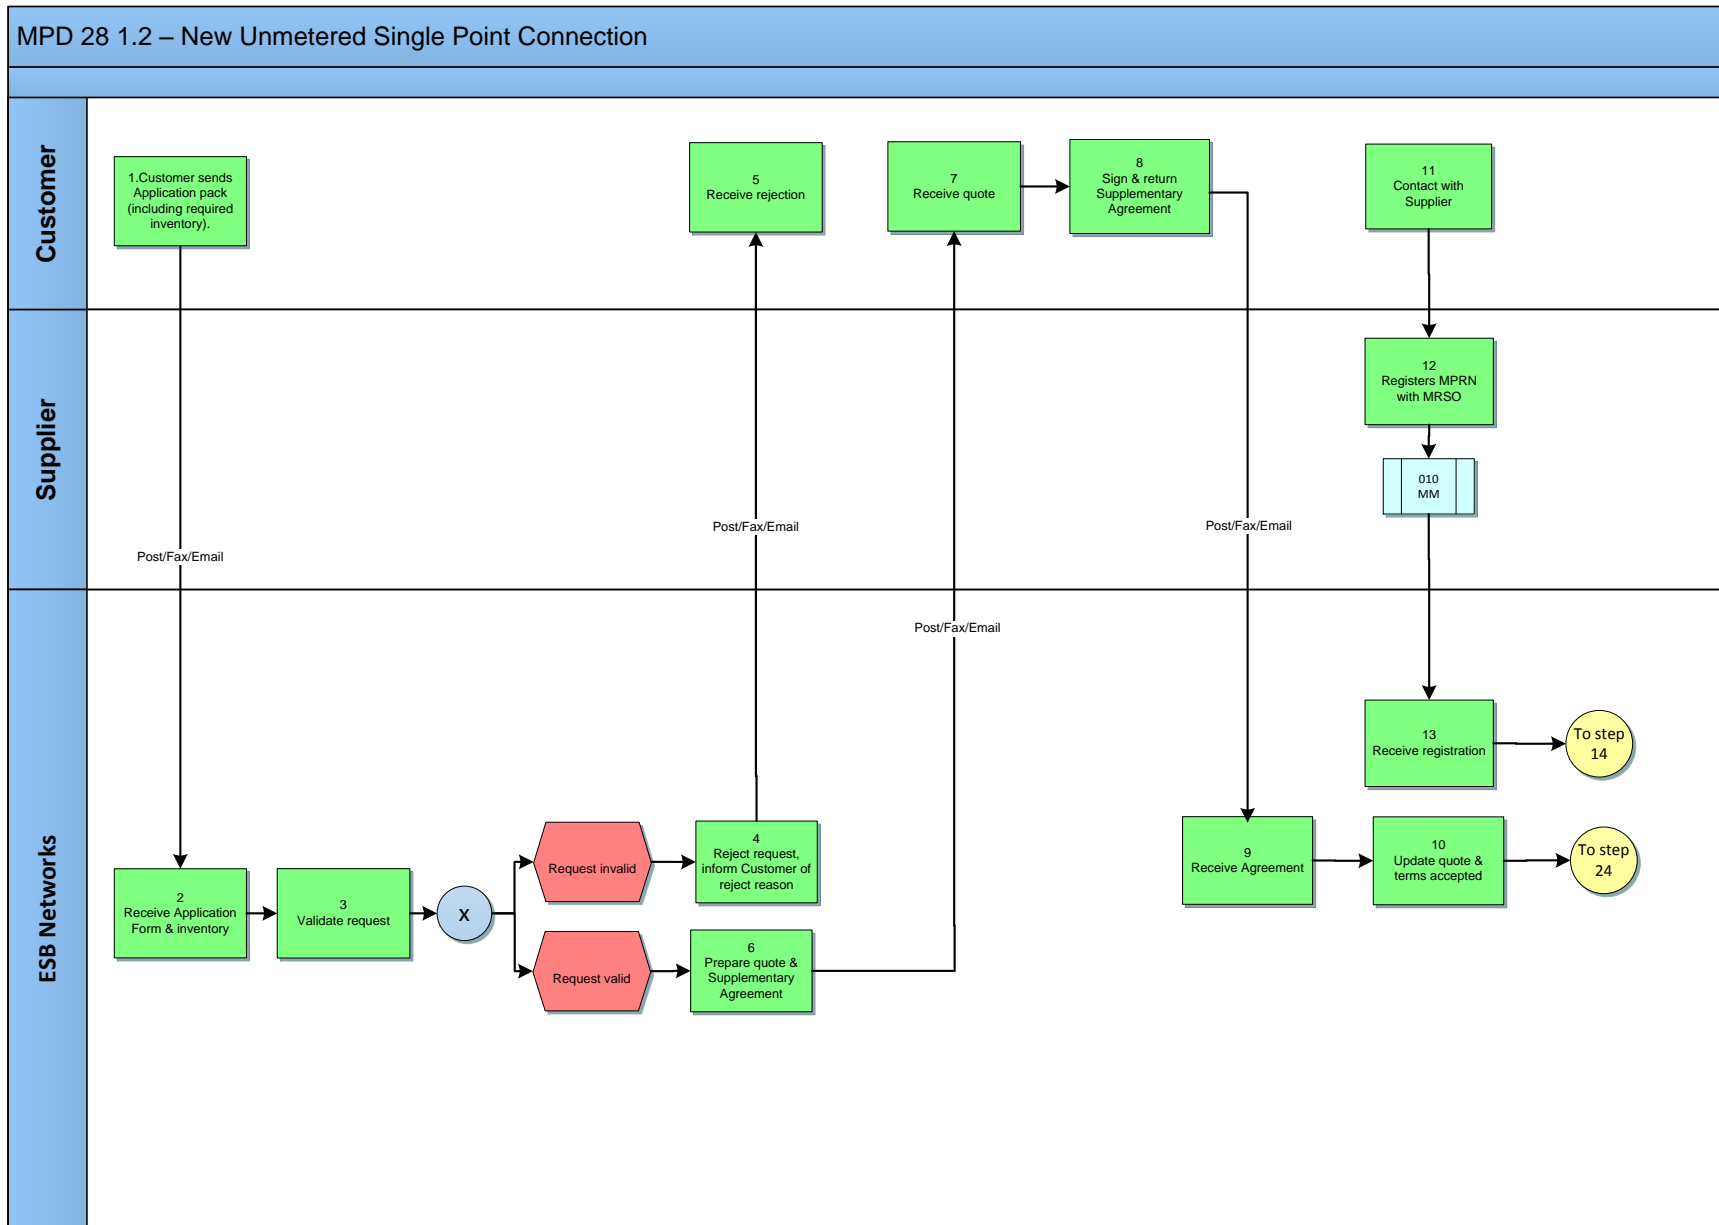 MPD 28 1.2 – New Unmetered Single Point Connection
Customer
1.Customer sends
Application pack
(including required
inventory).
5
Receive rejection
7
Receive quote
8
Sign & return
Supplementary
Agreement
11
Contact with
Supplier
Supplier
12
Registers MPRN
with MRSO
010
MM
Post/Fax/Email
Post/Fax/Email
Post/Fax/Email
Post/Fax/Email
ESB Networks
13
Receive registration
To step
14
2
Receive Application
Form & inventory
3
Validate request
X
Request invalid
4
Reject request,
inform Customer of
reject reason
Request valid
6
Prepare quote &
Supplementary
Agreement
9
Receive Agreement
10
Update quote &
terms accepted
To step
24